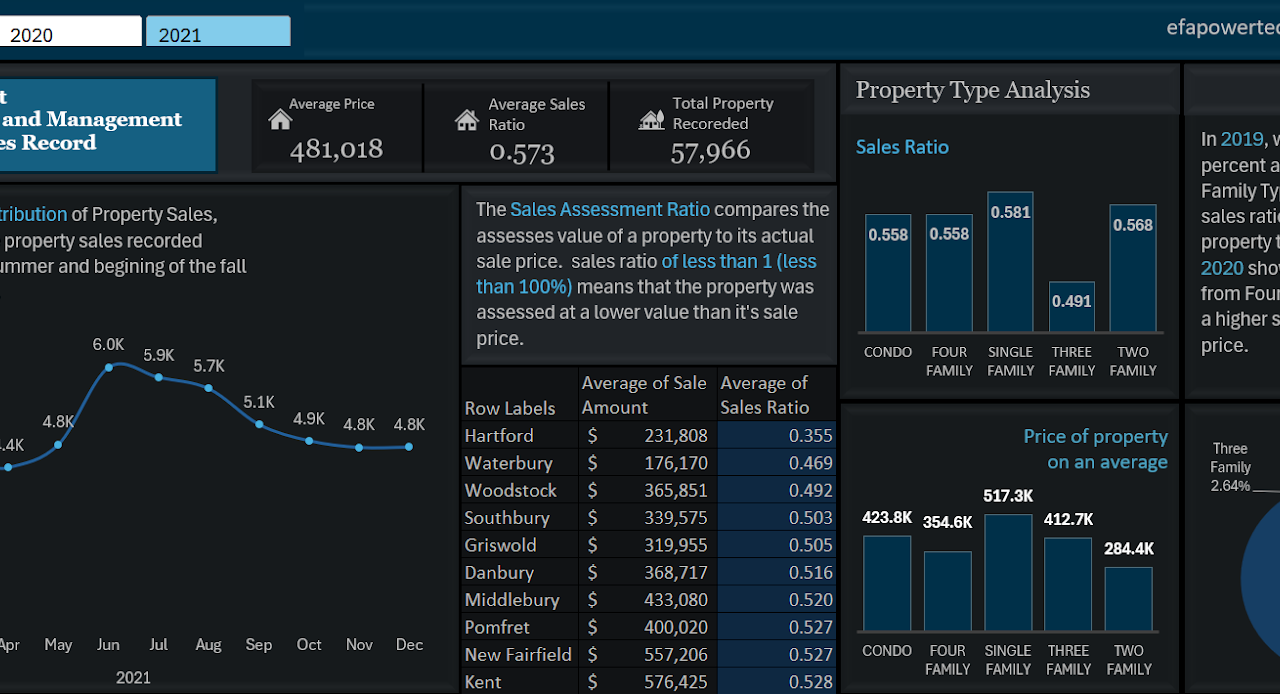 2020
2021
and Management
Record
Average Price
481,018
Average Sales
Ratio
0.573
Total Property
Recoreded
57,966
of Property Sales,
property sales recorded
and begining of the fall
6.0K
5.9K
5.7K
4.8K
5.1K
4.9K
4.8K
4.8K
May
Jun
Jul
Aug
Sep
Oct
Nov
Dec
2021
The Sales Assessment Ratio compares the
assesses value of a property to its actual
sale price. sales ratio of less than 1 (less
than 100%) means that the property was
assessed at a lower value than it's sale
price.
Row Labels Average of Sale Amount Average of Sales Ratio
Hartford $ 231,808 0.355
Waterbury $ 176,170 0.469
Woodstock $ 365,851 0.492
Southbury $ 339,575 0.503
Griswold $ 319,955 0.505
Danbury $ 368,717 0.516
Middlebury $ 433,080 0.520
Pomfret $ 400,020 0.527
New Fairfield $ 557,206 0.527
Kent $ 576,425 0.528
Property Type Analysis
Sales Ratio
0.558
0.558
0.581
0.491
0.568
CONDO
FOUR
FAMILY
SINGLE
FAMILY
THREE
FAMILY
TWO
FAMILY
Price of property
on an average
423.8K
354.6K
517.3K
412.7K
284.4K
CONDO
FOUR
FAMILY
SINGLE
FAMILY
THREE
FAMILY
TWO
FAMILY
In 2019,
percent
Family
sales
property
2020
from
a higher
price.
Three
Family
2.64%